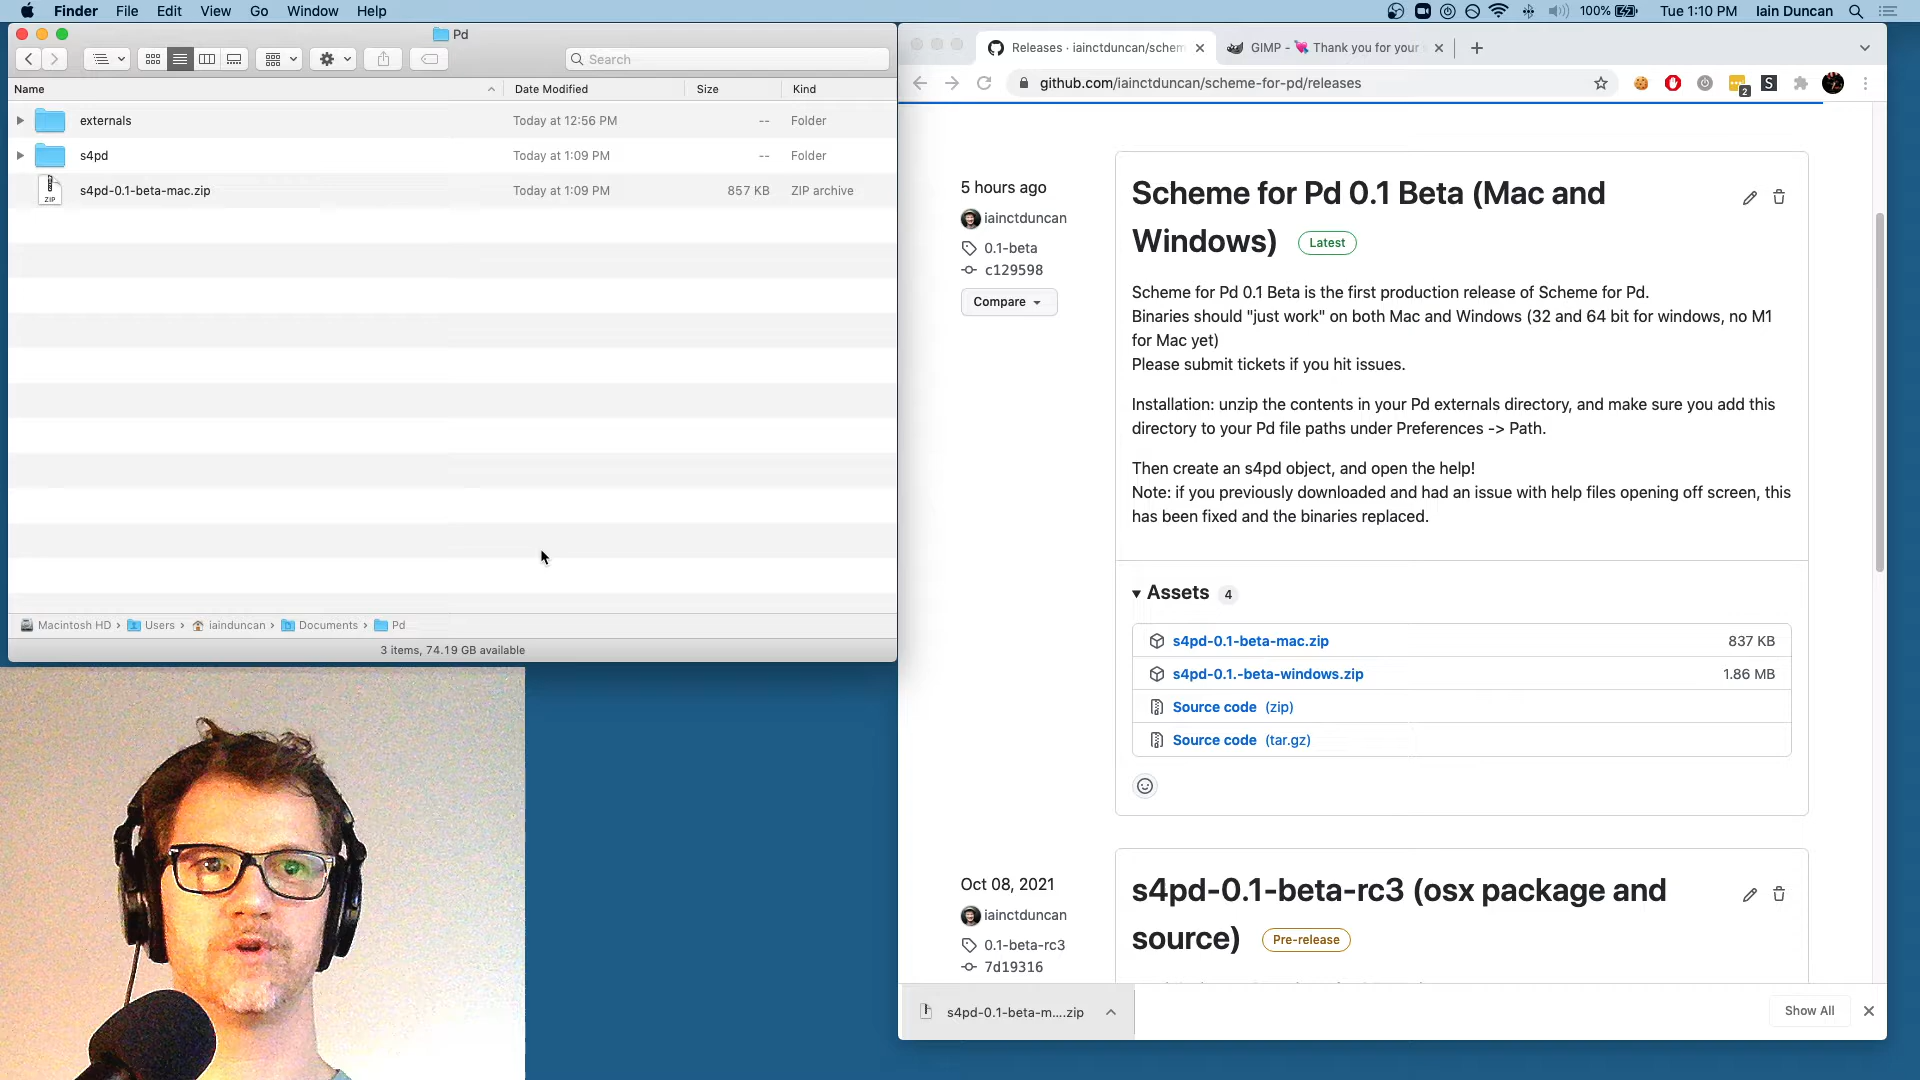 Finder File Edit View Go Window Help
100% Tue 1:10 PM Iain Duncan
Pd
Search
Name Date Modified Size Kind
externals Today at 12:56 PM -- Folder
s4pd Today at 1:09 PM -- Folder
s4pd-0.1-beta-mac.zip Today at 1:09 PM 857 KB ZIP archive
ZIP
Macintosh HD › Users › iainduncan › Documents › Pd
3 items, 74.19 GB available
Releases · iainctduncan/schem
GIMP - 💘 Thank you for your
github.com/iainctduncan/scheme-for-pd/releases
2
S
5 hours ago
iainctduncan
0.1-beta
c129598
Compare
Scheme for Pd 0.1 Beta (Mac and
Windows) Latest
Scheme for Pd 0.1 Beta is the first production release of Scheme for Pd.
Binaries should "just work" on both Mac and Windows (32 and 64 bit for windows, no M1
for Mac yet)
Please submit tickets if you hit issues.
Installation: unzip the contents in your Pd externals directory, and make sure you add this
directory to your Pd file paths under Preferences -> Path.
Then create an s4pd object, and open the help!
Note: if you previously downloaded and had an issue with help files opening off screen, this
has been fixed and the binaries replaced.
Assets 4
s4pd-0.1-beta-mac.zip 837 KB
s4pd-0.1.-beta-windows.zip 1.86 MB
Source code (zip)
Source code (tar.gz)
Oct 08, 2021
iainctduncan
0.1-beta-rc3
7d19316
s4pd-0.1-beta-rc3 (osx package and
source) Pre-release
s4pd-0.1-beta-m....zip
Show All